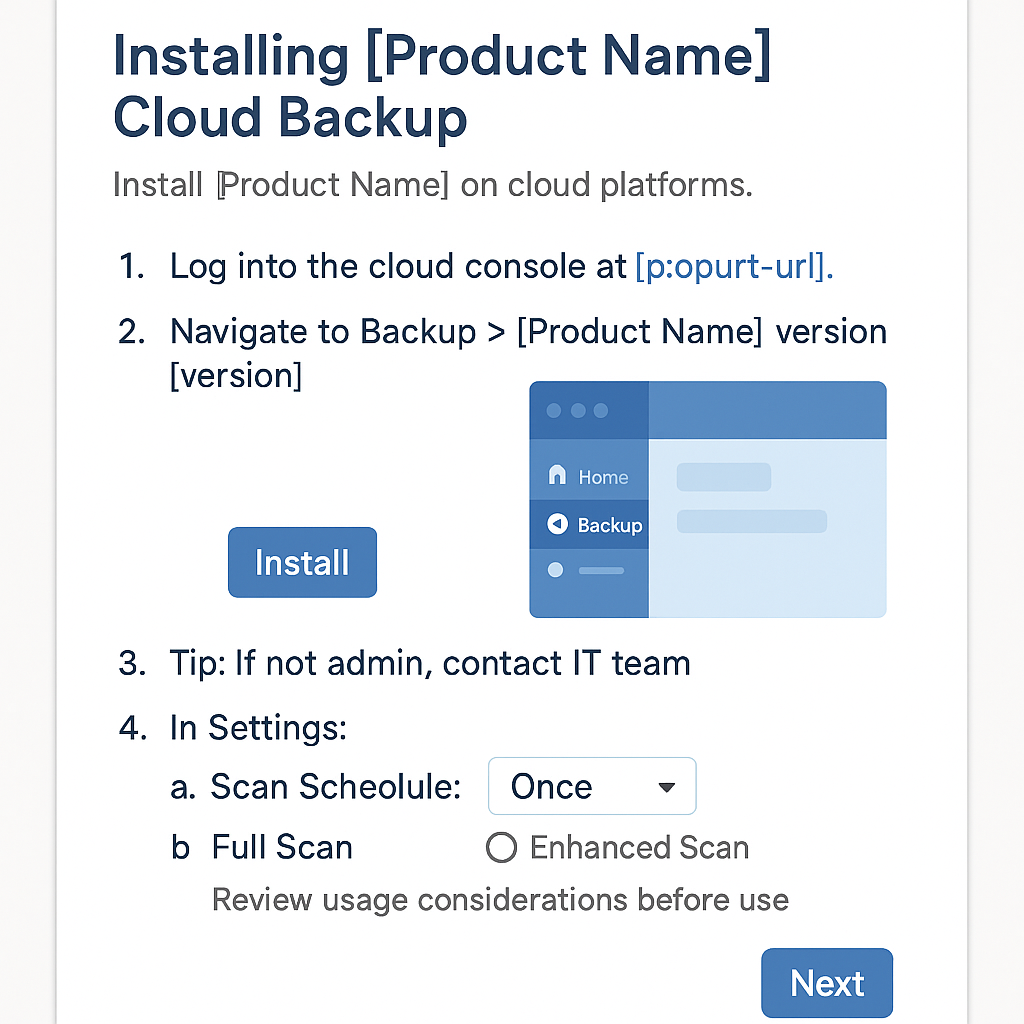 Installing [Product Name]
Cloud Backup
Install [Product Name] on cloud platforms.
1. Log into the cloud console at [p:opurt-url].
2. Navigate to Backup > [Product Name] version
[version]
Home
Backup
Install
3. Tip: If not admin, contact IT team
4. In Settings:
a. Scan Scheolule: Once
b Full Scan Enhanced Scan
Review usage considerations before use
Next